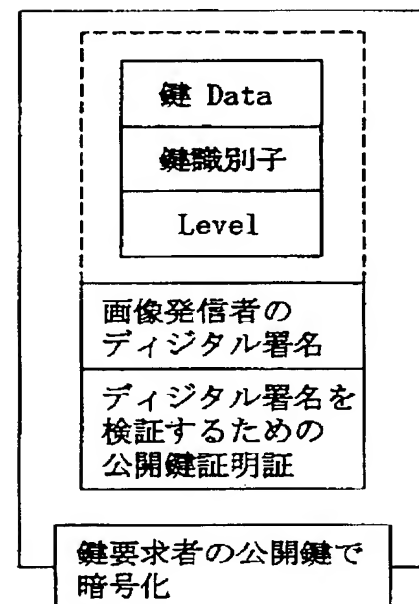 鍵 Data
鍵識別子
Level
画像発信者の
ディジタル署名
ディジタル署名を
検証するための
公開鍵証明証
鍵要求者の公開鍵で
暗号化